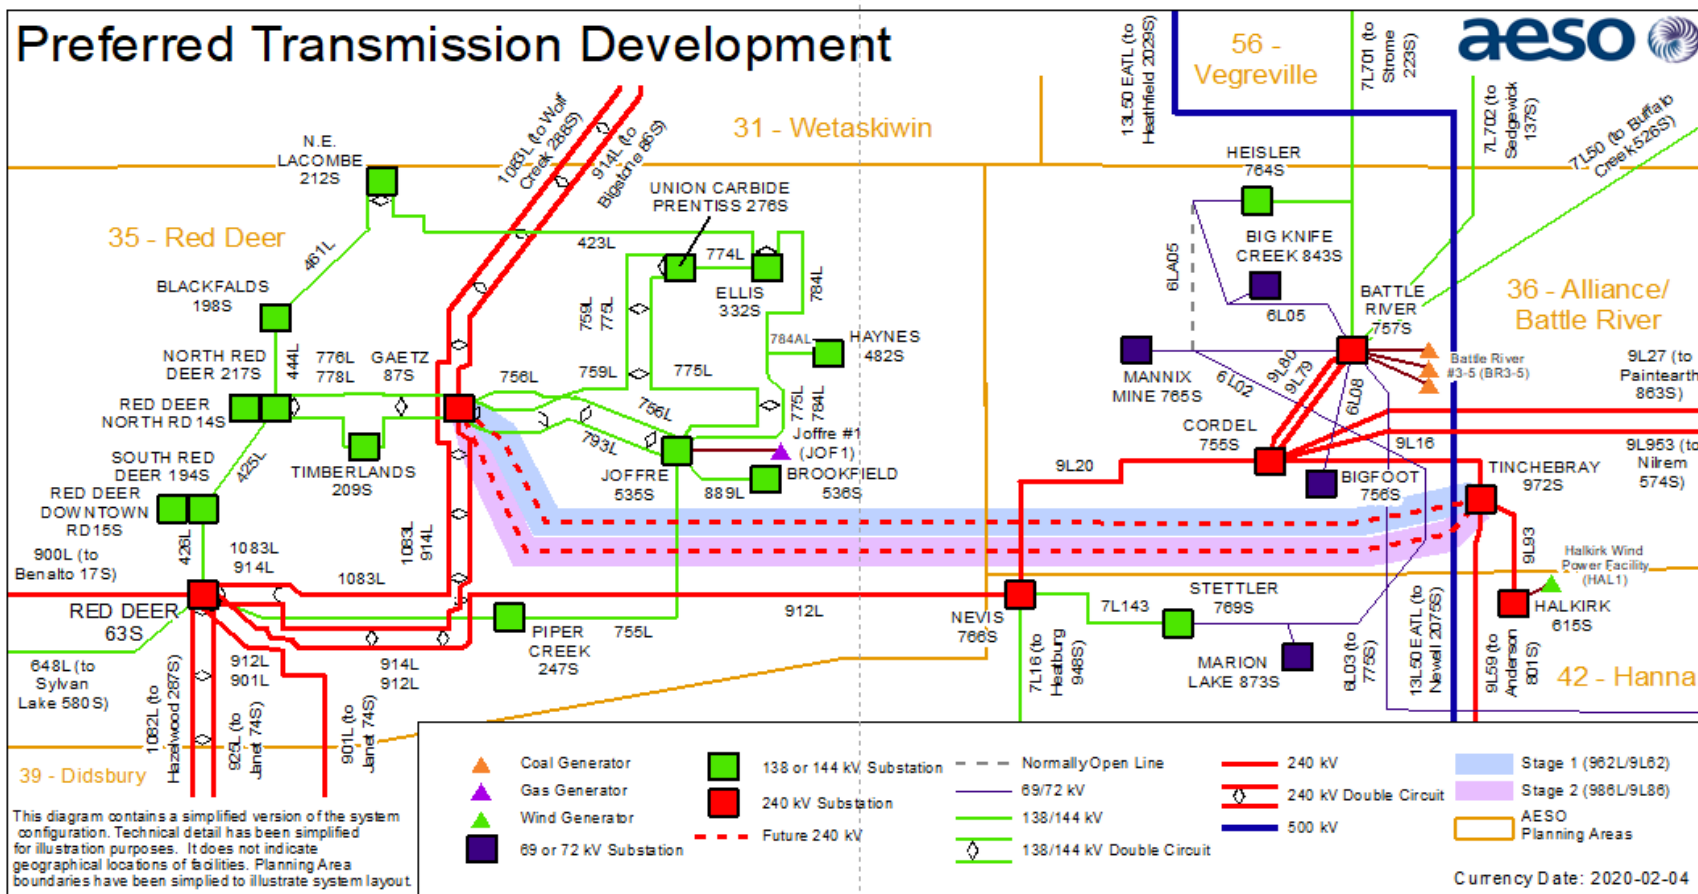 Preferred Transmission Development
aeso
13L50 EATL (to
Heathfield 2029S)
56 -
Vegreville
7L701 (to
Strome
223S)
7L702 (to
Sedgewick
137S)
7L50 (to Buffalo
Creek 526S)
31 - Wetaskiwin
1083L (to Wolf
Creek 288S)
914L (to
Bigstone 86S)
N.E.
LACOMBE
212S
UNION CARBIDE
PRENTISS 276S
HEISLER
764S
35 - Red Deer
461L
423L
774L
ELLIS
332S
784L
6LA05
BIG KNIFE
CREEK 843S
6L05
BLACKFALDS
198S
759L
775L
BATTLE
RIVER
757S
36 - Alliance/
Battle River
784AL
HAYNES
482S
NORTH RED
DEER 217S
444L
776L
778L
GAETZ
87S
756L
759L
775L
MANNIX
MINE 765S
6L02
9L80
9L79
6L08
Battle River
#3-5 (BR3-5)
9L27 (to
Paintearth
863S)
RED DEER
NORTH RD14S
756L
793L
775L
784L
Joffre #1
(JOF1)
CORDEL
755S
9L16
9L953 (to
Nilrem
574S)
SOUTH RED
DEER 194S
425L
TIMBERLANDS
209S
JOFFRE
535S
889L
BROOKFIELD
536S
9L20
BIGFOOT
756S
TINCHEBRAY
972S
RED DEER
DOWNTOWN
RD15S
426L
1083L
914L
9L93
900L (to
Benalto 17S)
1083L
914L
1083L
Halkirk Wind
Power Facility
(HAL1)
RED DEER
63S
PIPER
CREEK
247S
755L
912L
NEVIS
766S
7L143
STETTLER
769S
HALKIRK
615S
648L (to
Sylvan
Lake 580S)
912L
901L
914L
912L
7L16 (to
Heatburg
948S)
MARION
LAKE 873S
6L03 (to
775S)
13L50 EATL (to
Newell 2075S)
9L59 (to
Anderson
801S)
42 - Hanna
1082L (to
Hazelwood 287S)
925L (to
Janet 74S)
901L (to
Janet 74S)
39 - Didsbury
This diagram contains a simplified version of the system
configuration. Technical detail has been simplified
for illustration purposes. It does not indicate
geographical locations of facilities. Planning Area
boundaries have been simplied to illustrate system layout.
Coal Generator
Gas Generator
Wind Generator
69 or 72 kV Substation
138 or 144 kV Substation
240 kV Substation
Future 240 kV
Normally Open Line
69/72 kV
138/144 kV
138/144 kV Double Circuit
240 kV
240 kV Double Circuit
500 kV
Stage 1 (962L/9L62)
Stage 2 (986L/9L86)
AESO
Planning Areas
Currency Date: 2020-02-04